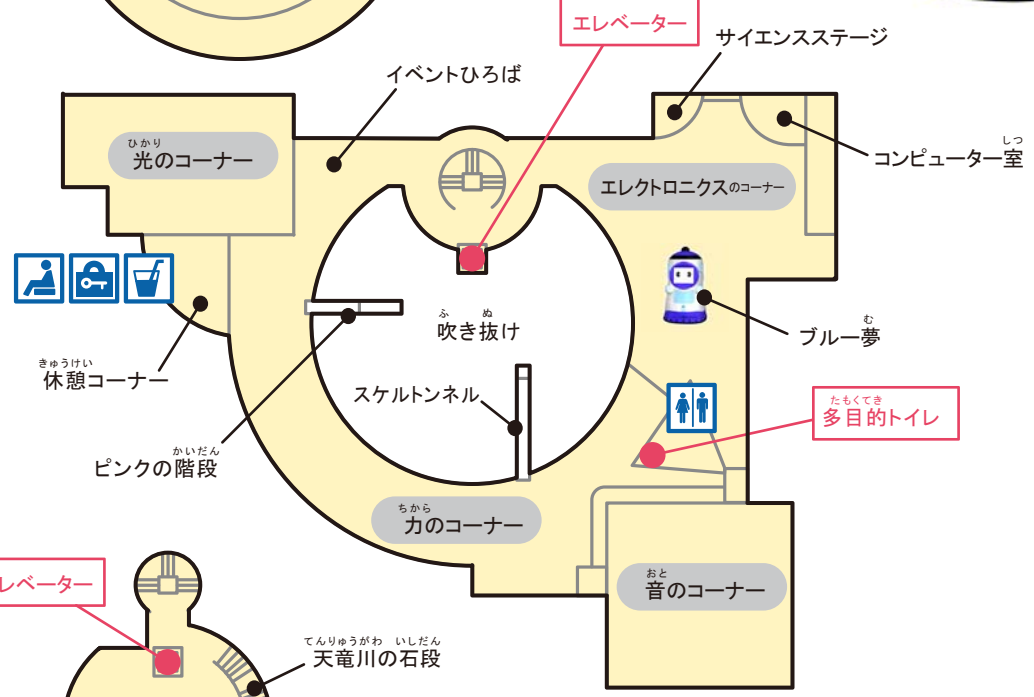 エレベーター
サイエンスステージ
イベントひろば
ひかり
光のコーナー
しつ
コンピューター室
エレクトロニクスのコーナー
ふ ぬ
吹き抜け
む
ブルー夢
きゅうけい
休憩コーナー
スケルトンネル
たもくてき
多目的トイレ
かいだん
ピンクの階段
ちから
力のコーナー
おと
音のコーナー
レベーター
てんりゅうがわ いしだん
天竜川の石段